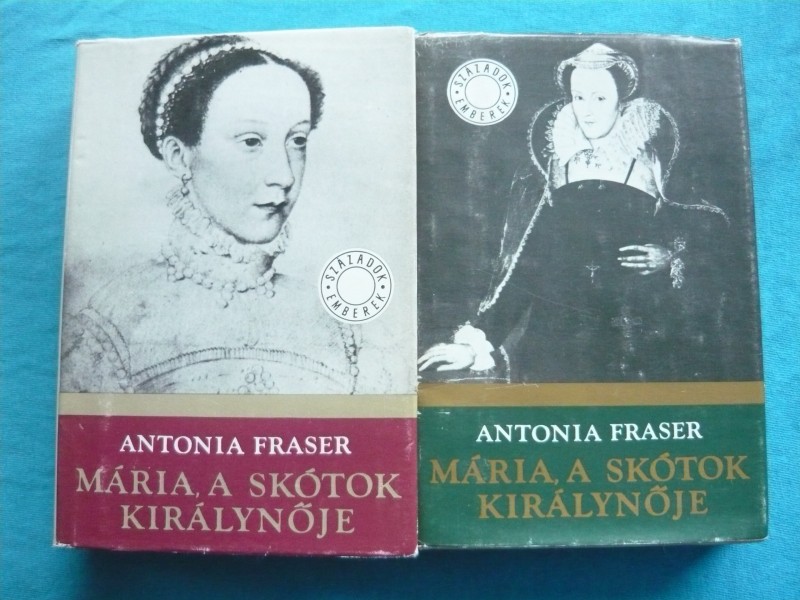 SZÁZADOK
EMBEREK
ANTONIA FRASER
MÁRIA, A SKÓTOK
KIRÁLYNŐJE
SZÁZADOK
EMBEREK
ANTONIA FRASER
MÁRIA, A SKÓTOK
KIRÁLYNŐJE